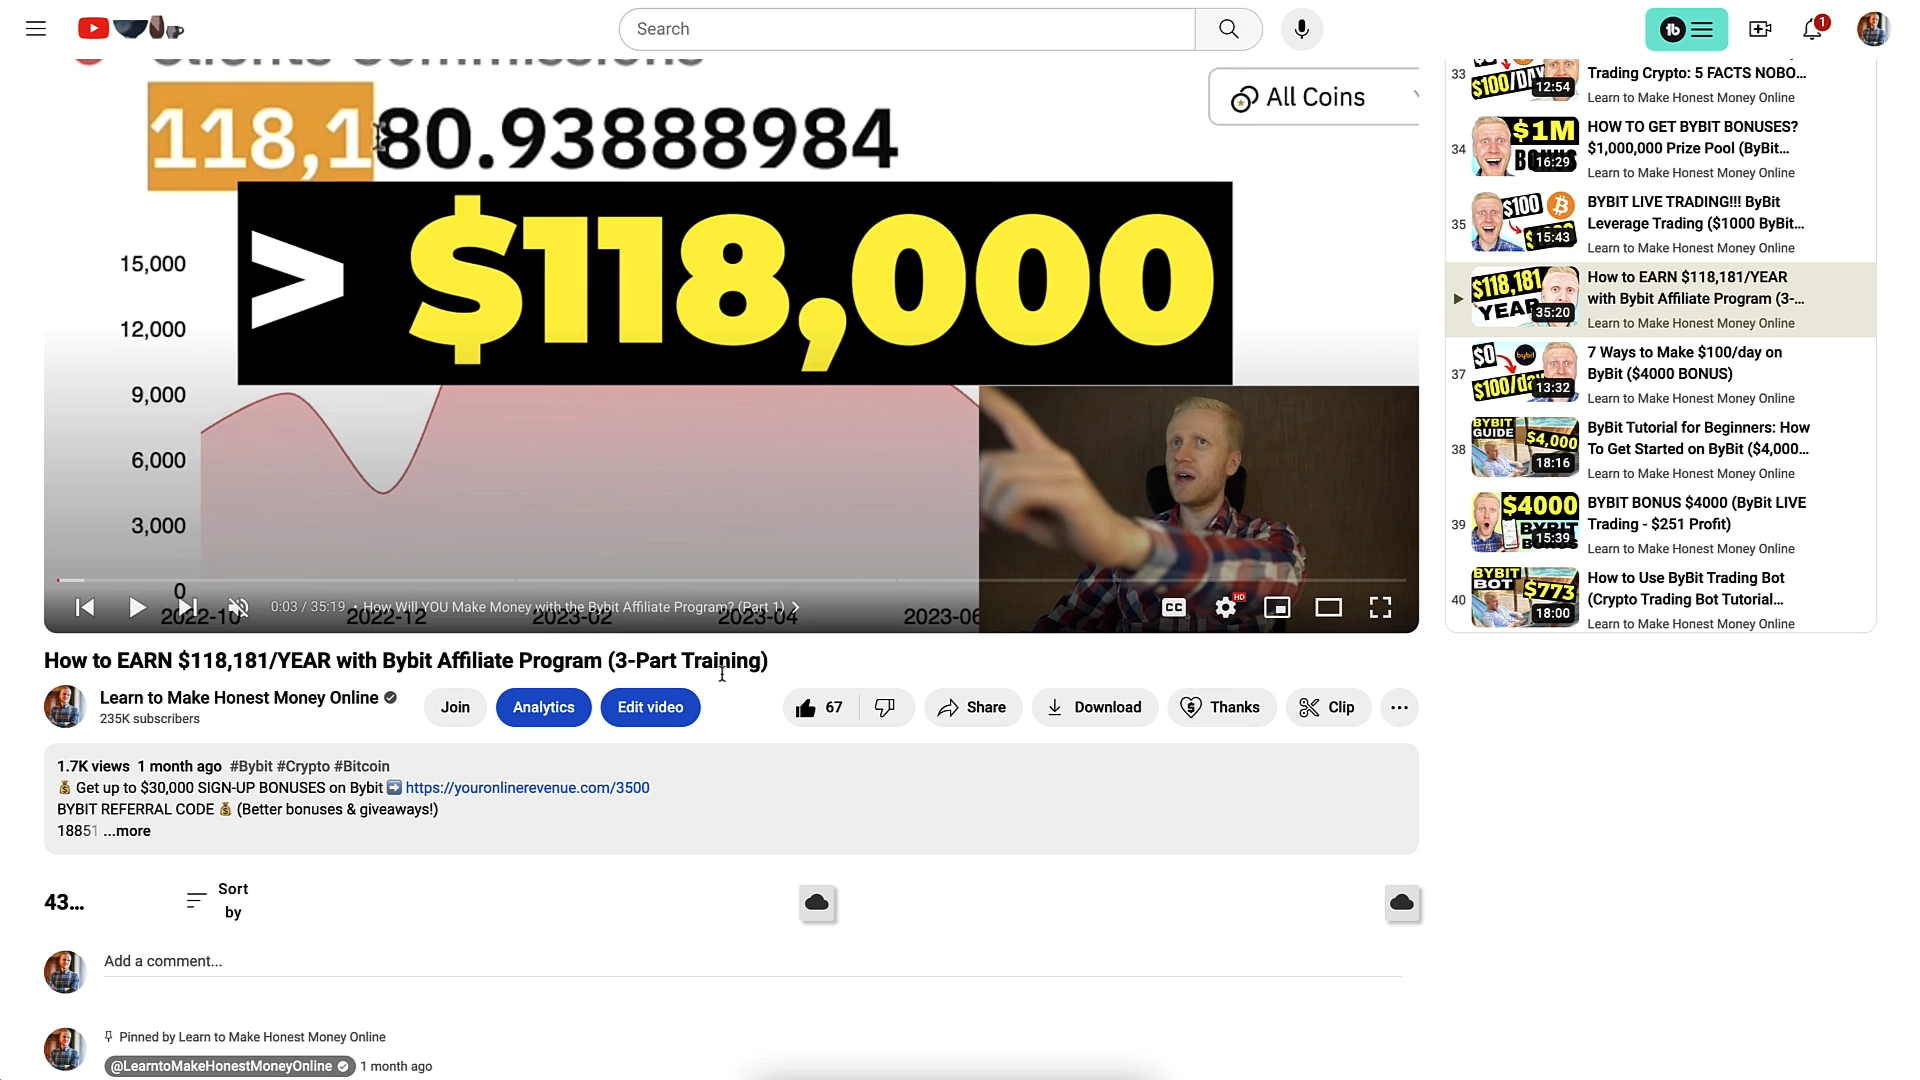 Search
1
118,180.93888984
All Coins
> $118,000
15,000
12,000
9,000
6,000
3,000
0
2022-10
2022-12
2023-02
2023-04
2023-06
0:03 / 35:19 • How Will YOU Make Money with the Bybit Affiliate Program? (Part 1)
CC
HD
How to EARN $118,181/YEAR with Bybit Affiliate Program (3-Part Training)
Learn to Make Honest Money Online
235K subscribers
Join
Analytics
Edit video
67
Share
Download
Thanks
Clip
1.7K views 1 month ago #Bybit #Crypto #Bitcoin
Get up to $30,000 SIGN-UP BONUSES on Bybit https://youronlinerevenue.com/3500
BYBIT REFERRAL CODE (Better bonuses & giveaways!)
18851 ...more
43...
Sort
by
Add a comment...
Pinned by Learn to Make Honest Money Online
@LearntoMakeHonestMoneyOnline
1 month ago
33
$100/DAY
12:54
Trading Crypto: 5 FACTS NOBO...
Learn to Make Honest Money Online
34
$1M
16:29
HOW TO GET BYBIT BONUSES?
$1,000,000 Prize Pool (ByBit...
Learn to Make Honest Money Online
35
$100
15:43
BYBIT LIVE TRADING!!! ByBit
Leverage Trading ($1000 ByBit...
Learn to Make Honest Money Online
$118,181
YEAR
35:20
How to EARN $118,181/YEAR
with Bybit Affiliate Program (3-...
Learn to Make Honest Money Online
37
$0
bybit
$100/day
13:32
7 Ways to Make $100/day on
ByBit ($4000 BONUS)
Learn to Make Honest Money Online
38
BYBIT
GUIDE
$4,000
18:16
ByBit Tutorial for Beginners: How
To Get Started on ByBit ($4,000...
Learn to Make Honest Money Online
39
$4000
BYBIT
15:39
BYBIT BONUS $4000 (ByBit LIVE
Trading - $251 Profit)
Learn to Make Honest Money Online
40
BYBIT
BOT
$773
18:00
How to Use ByBit Trading Bot
(Crypto Trading Bot Tutorial...
Learn to Make Honest Money Online